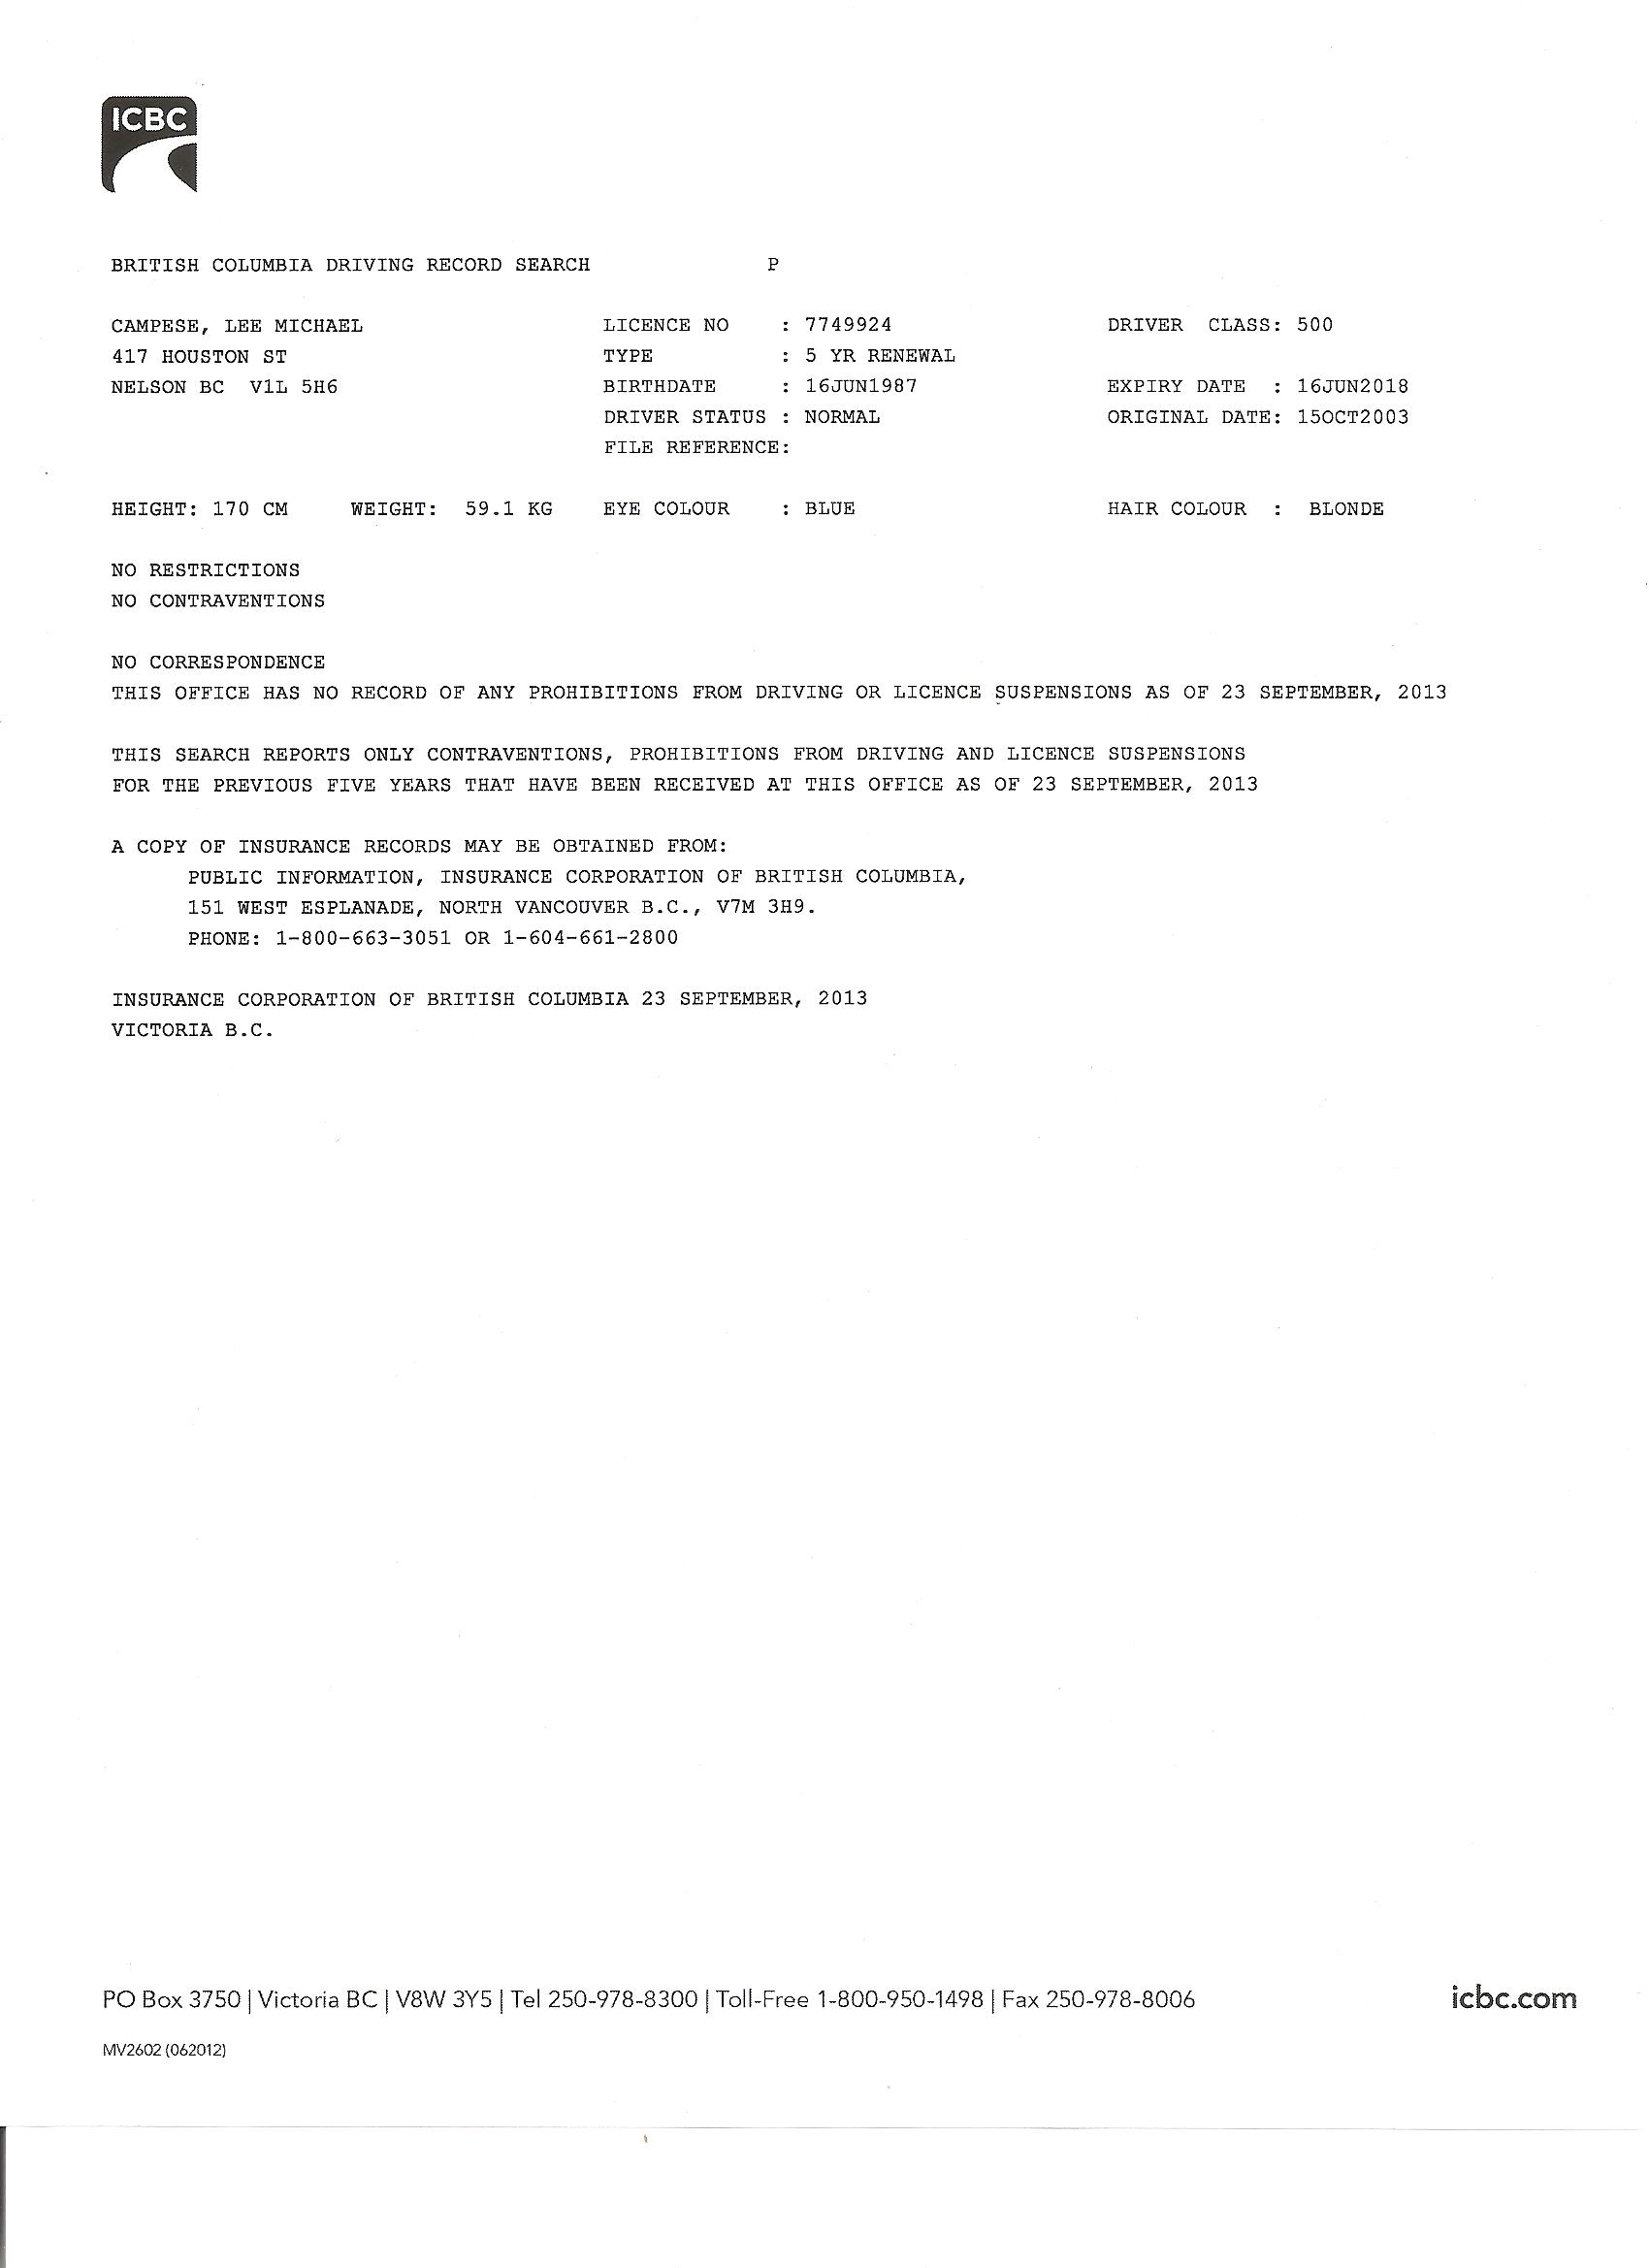 ICBC
BRITISH COLUMBIA DRIVING RECORD SEARCH P
CAMPESE, LEE MICHAEL LICENCE NO : 7749924 DRIVER CLASS: 500
417 HOUSTON ST TYPE : 5 YR RENEWAL
NELSON BC V1L 5H6 BIRTHDATE : 16JUN1987 EXPIRY DATE : 16JUN2018
DRIVER STATUS : NORMAL ORIGINAL DATE: 15OCT2003
FILE REFERENCE:
HEIGHT: 170 CM WEIGHT: 59.1 KG EYE COLOUR : BLUE HAIR COLOUR : BLONDE
NO RESTRICTIONS
NO CONTRAVENTIONS
NO CORRESPONDENCE
THIS OFFICE HAS NO RECORD OF ANY PROHIBITIONS FROM DRIVING OR LICENCE SUSPENSIONS AS OF 23 SEPTEMBER, 2013
THIS SEARCH REPORTS ONLY CONTRAVENTIONS, PROHIBITIONS FROM DRIVING AND LICENCE SUSPENSIONS
FOR THE PREVIOUS FIVE YEARS THAT HAVE BEEN RECEIVED AT THIS OFFICE AS OF 23 SEPTEMBER, 2013
A COPY OF INSURANCE RECORDS MAY BE OBTAINED FROM:
PUBLIC INFORMATION, INSURANCE CORPORATION OF BRITISH COLUMBIA,
151 WEST ESPLANADE, NORTH VANCOUVER B.C., V7M 3H9.
PHONE: 1-800-663-3051 OR 1-604-661-2800
INSURANCE CORPORATION OF BRITISH COLUMBIA 23 SEPTEMBER, 2013
VICTORIA B.C.
PO Box 3750 | Victoria BC | V8W 3Y5 | Tel 250-978-8300 | Toll-Free 1-800-950-1498 | Fax 250-978-8006 icbc.com
MV2602 (062012)